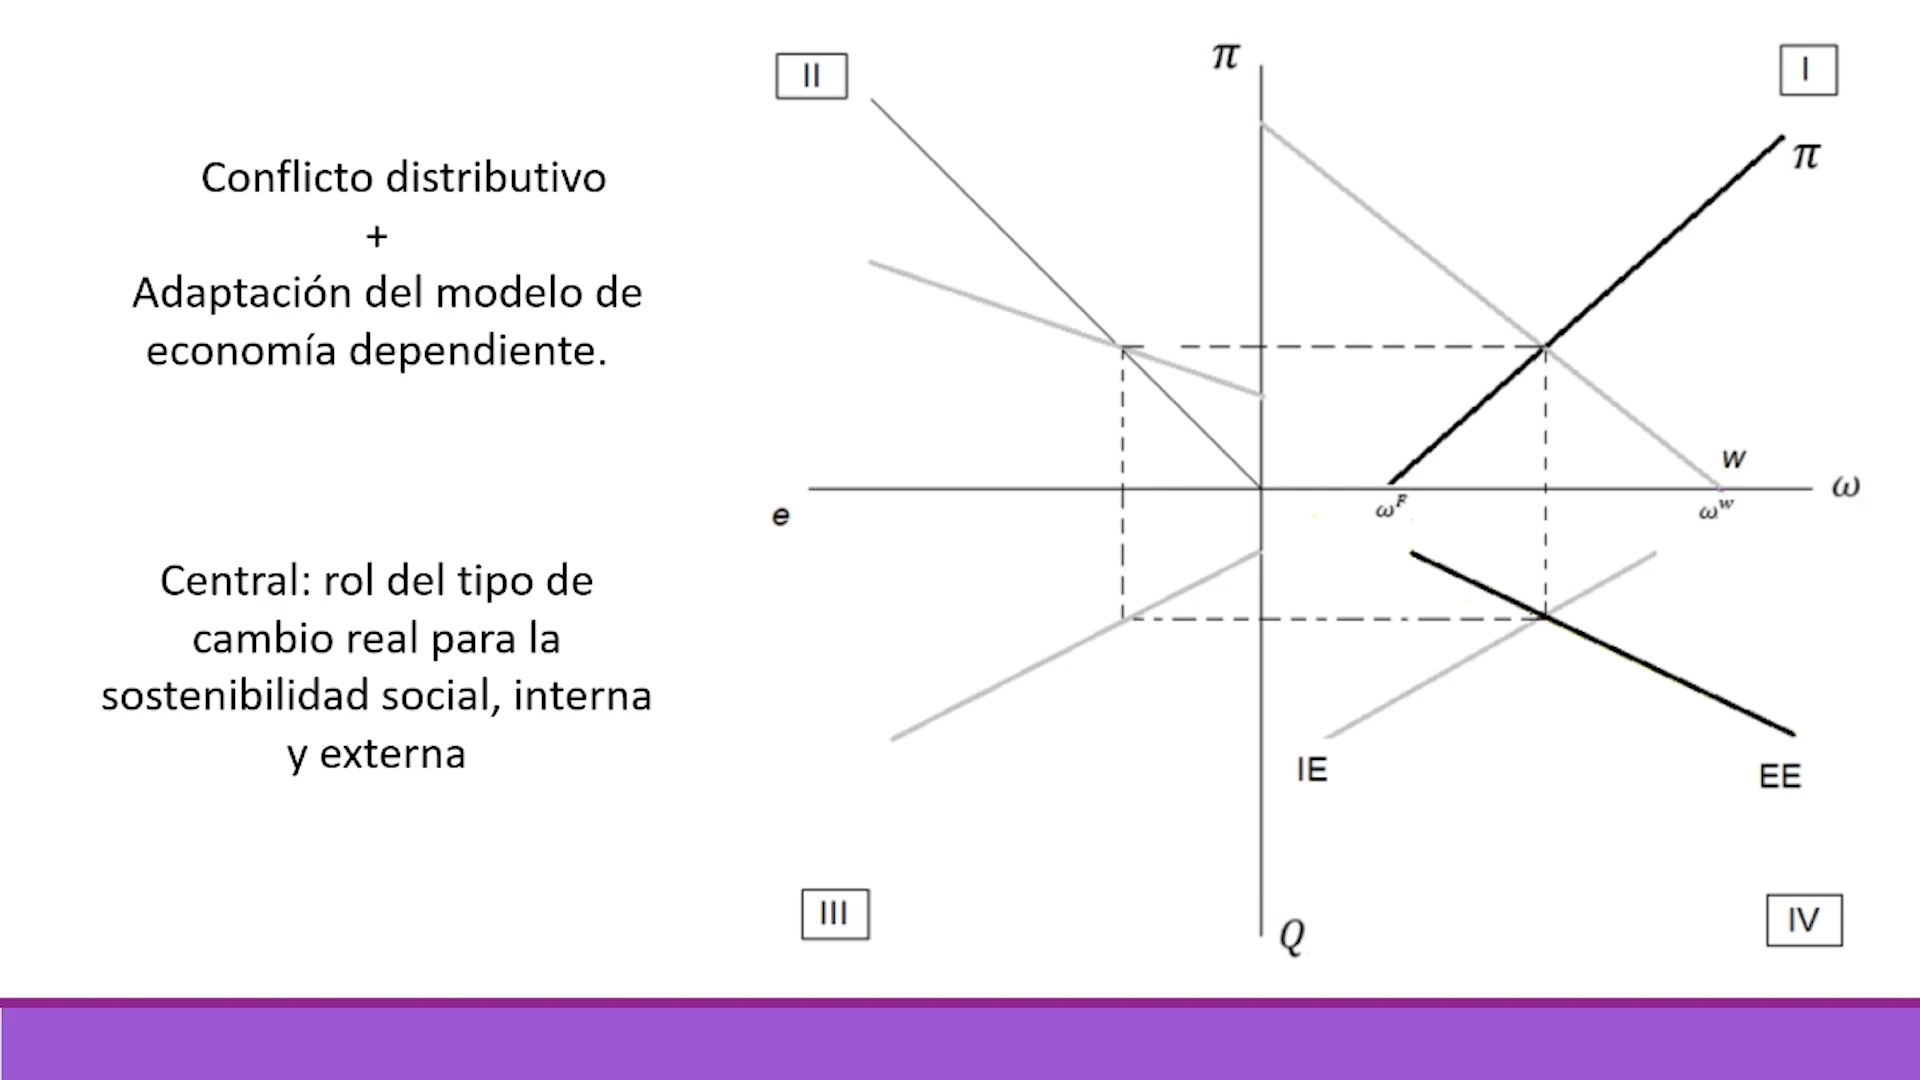 Conflicto distributivo
+
Adaptación del modelo de
economía dependiente.
Central: rol del tipo de
cambio real para la
sostenibilidad social, interna
y externa
II
π
I
π
w
ω
e
ω^F
ω^w
IE
EE
III
Q
IV